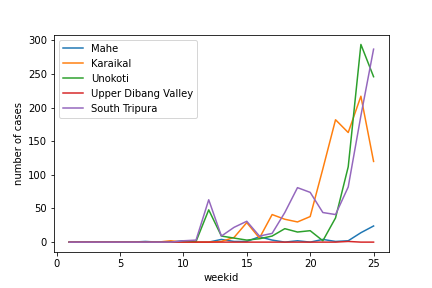 Mahe
Karaikal
Unokoti
Upper Dibang Valley
South Tripura
number of cases
300
250
200
150
100
50
0
0 5 10 15 20 25
weekid